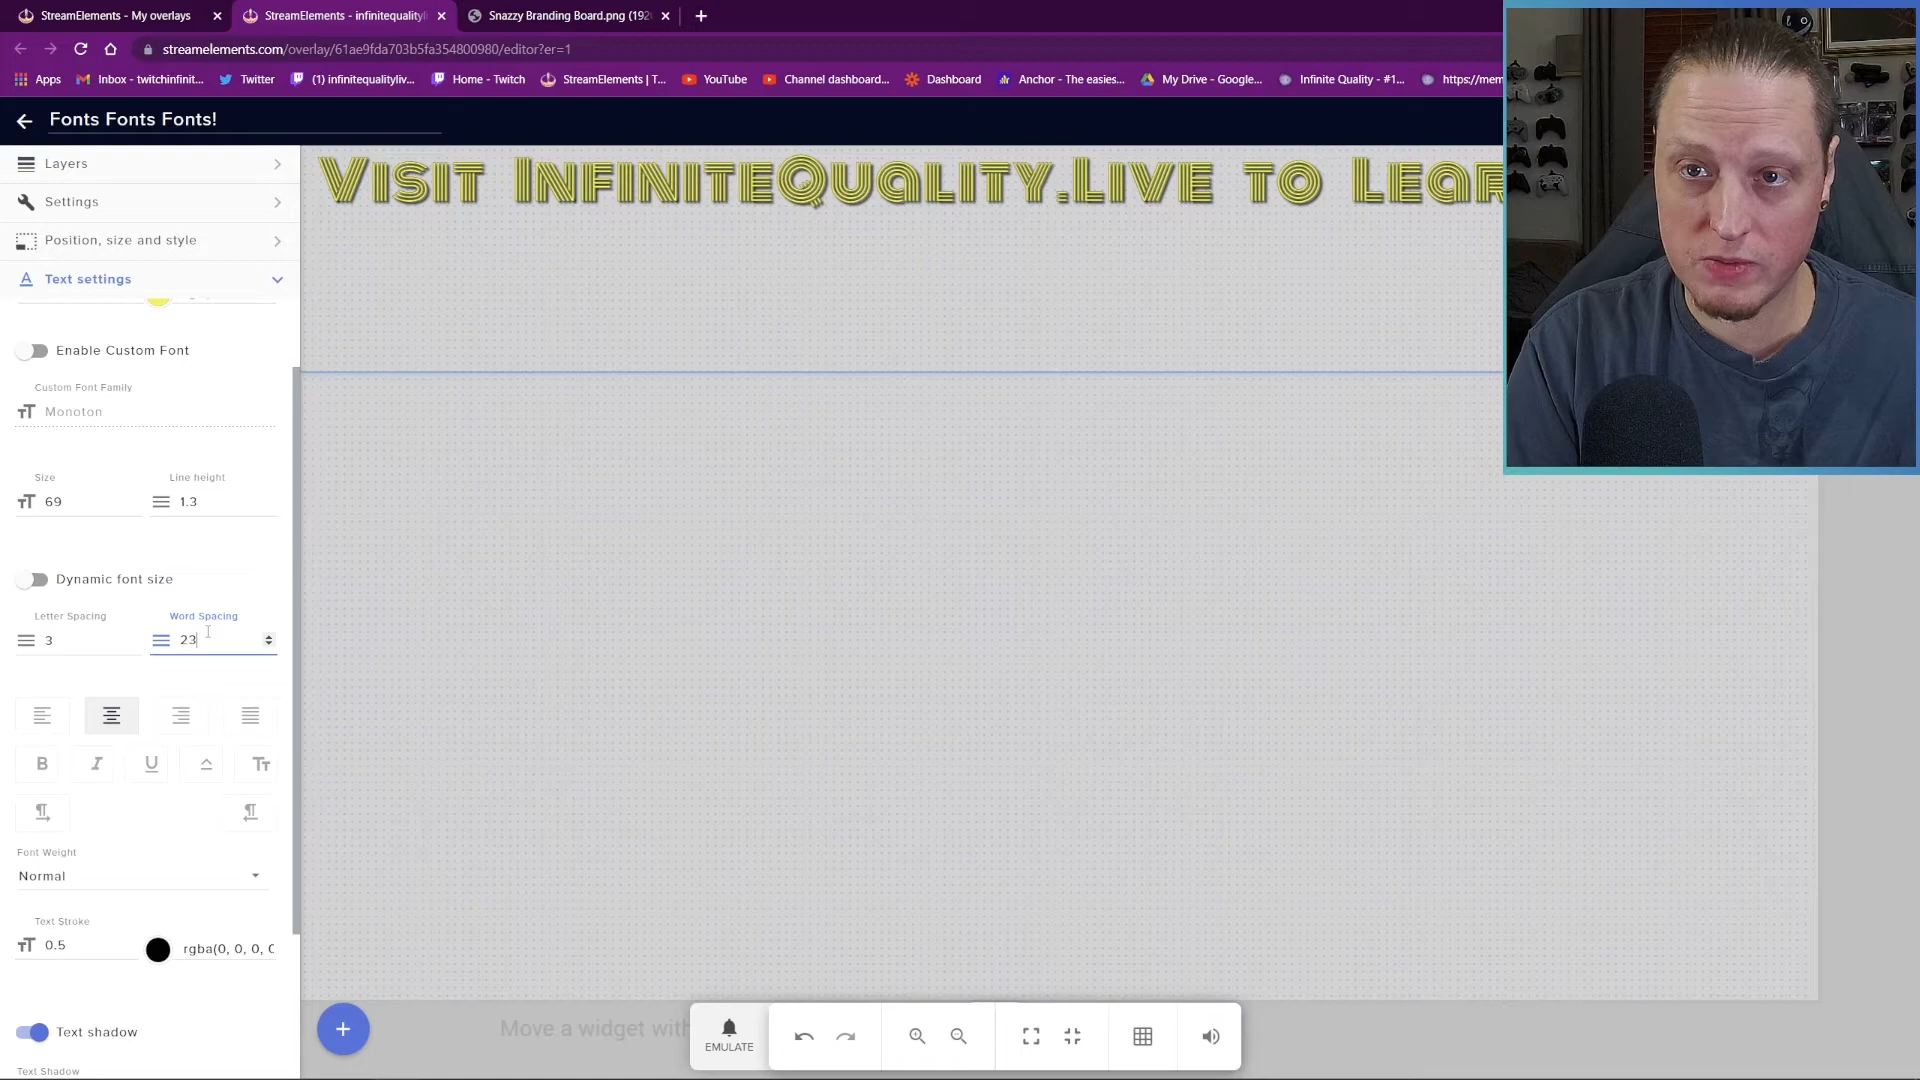 StreamElements - My overlays
StreamElements - infinitequalityli
Snazzy Branding Board.png (192
streamelements.com/overlay/61ae9fda703b5fa354800980/editor?er=1
Apps
Inbox - twitchinfinit...
Twitter
(1) infinitequalityliv...
Home - Twitch
StreamElements | T...
YouTube
Channel dashboard...
Dashboard
Anchor - The easies...
My Drive - Google...
Infinite Quality - #1...
https://mem
Fonts Fonts Fonts!
Layers
Settings
Position, size and style
Text settings
Visit InfiniteQuality.Live to Lear
Enable Custom Font
Custom Font Family
Monoton
Size
Line height
69
1.3
Dynamic font size
Letter Spacing
Word Spacing
3
23
B
I
U
Tт
Font Weight
Normal
Text Stroke
0.5
rgba(0, 0, 0, 0
Text shadow
Text Shadow
Move a widget with
EMULATE